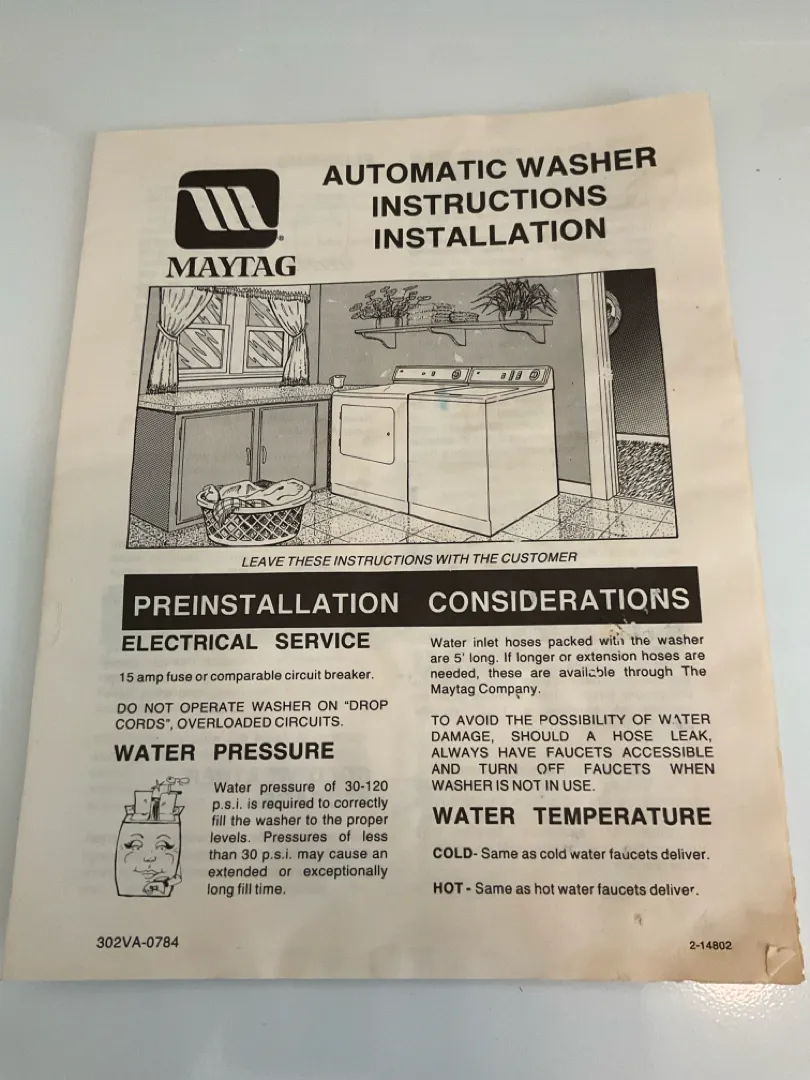 AUTOMATIC WASHER
INSTRUCTIONS
INSTALLATION
®
MAYTAG
LEAVE THESE INSTRUCTIONS WITH THE CUSTOMER
PREINSTALLATION CONSIDERATIONS
ELECTRICAL SERVICE
15 amp fuse or comparable circuit breaker.
DO NOT OPERATE WASHER ON "DROP
CORDS", OVERLOADED CIRCUITS.
WATER PRESSURE
Water pressure of 30-120
p.s.i. is required to correctly
fill the washer to the proper
levels. Pressures of less
than 30 p.s.i. may cause an
extended or exceptionally
long fill time.
Water inlet hoses packed with the washer
are 5' long. If longer or extension hoses are
needed, these are available through The
Maytag Company.
TO AVOID THE POSSIBILITY OF WATER
DAMAGE, SHOULD A HOSE LEAK,
ALWAYS HAVE FAUCETS ACCESSIBLE
AND TURN OFF FAUCETS WHEN
WASHER IS NOT IN USE.
WATER TEMPERATURE
COLD- Same as cold water faucets deliver.
HOT - Same as hot water faucets deliver.
302VA-0784
2-14802